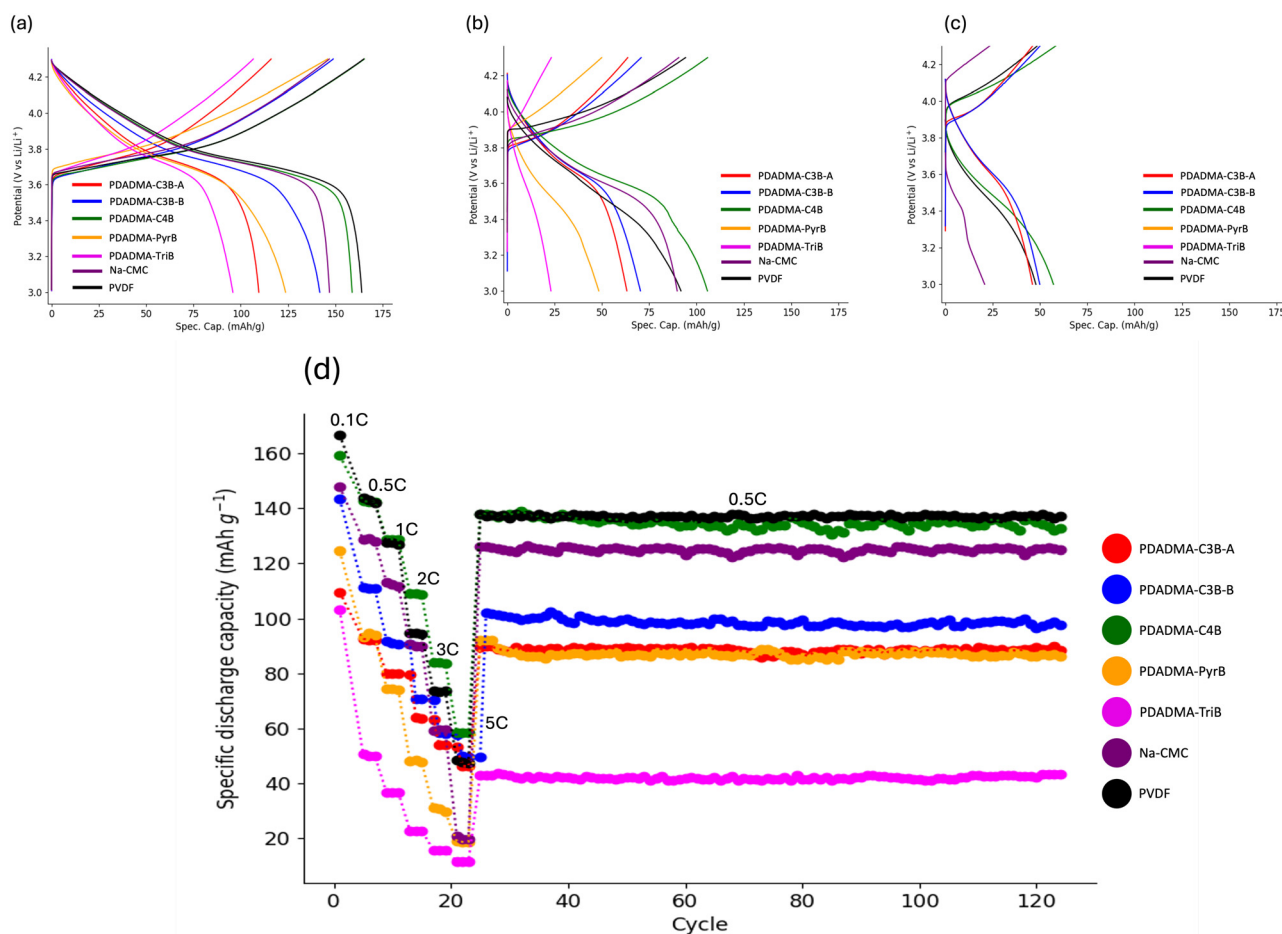 (a)
Potential (V vs Li/Li⁺)
4.2
4.0
3.8
3.6
3.4
3.2
3.0
PDADMA-C3B-A
PDADMA-C3B-B
PDADMA-C4B
PDADMA-PyrB
PDADMA-TriB
Na-CMC
PVDF
0 25 50 75 100 125 150 175
Spec. Cap. (mAh/g)
(b)
Potential (V vs Li/Li⁺)
4.2
4.0
3.8
3.6
3.4
3.2
3.0
PDADMA-C3B-A
PDADMA-C3B-B
PDADMA-C4B
PDADMA-PyrB
PDADMA-TriB
Na-CMC
PVDF
0 25 50 75 100 125 150 175
Spec. Cap. (mAh/g)
(c)
Potential (V vs Li/Li⁺)
4.2
4.0
3.8
3.6
3.4
3.2
3.0
PDADMA-C3B-A
PDADMA-C3B-B
PDADMA-C4B
PDADMA-PyrB
PDADMA-TriB
Na-CMC
PVDF
0 25 50 75 100 125 150 175
Spec. Cap. (mAh/g)
(d)
Specific discharge capacity (mAh g⁻¹)
160
140
120
100
80
60
40
20
0.1C
0.5C
1C
2C
3C
5C
0.5C
0 20 40 60 80 100 120
Cycle
PDADMA-C3B-A
PDADMA-C3B-B
PDADMA-C4B
PDADMA-PyrB
PDADMA-TriB
Na-CMC
PVDF